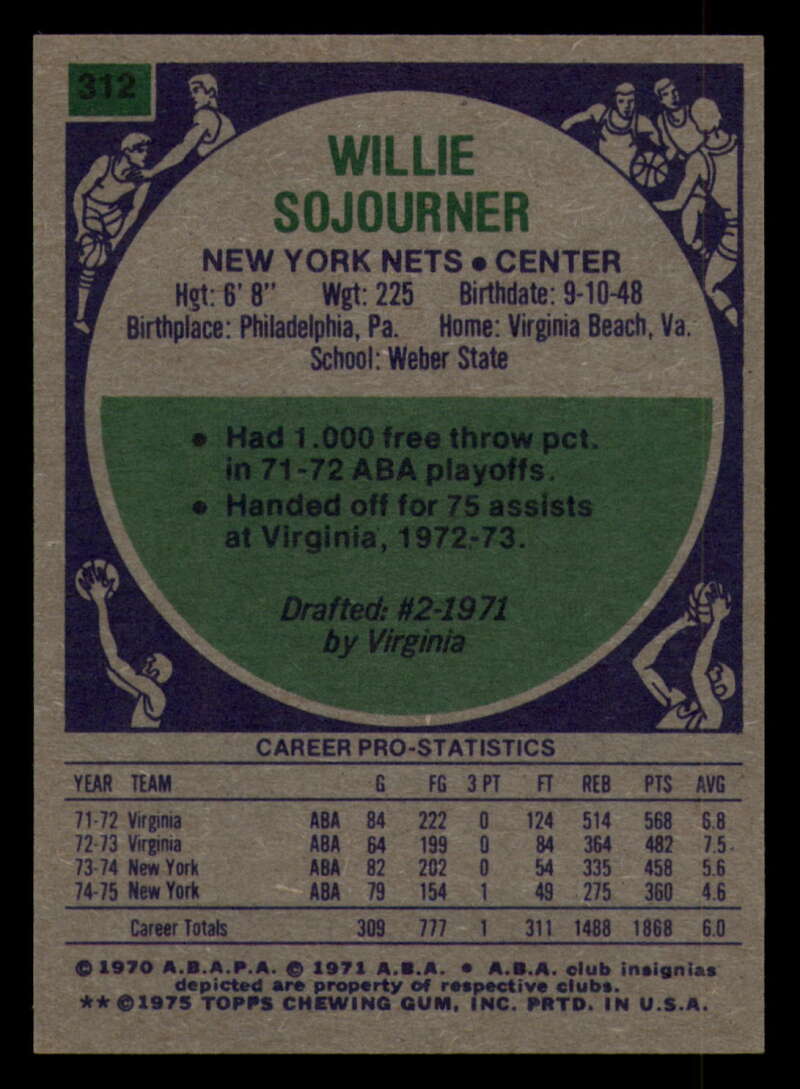 312
WILLIE
SOJOURNER
NEW YORK NETS • CENTER
Hgt: 6' 8" Wgt: 225 Birthdate: 9-10-48
Birthplace: Philadelphia, Pa. Home: Virginia Beach, Va.
School: Weber State
• Had 1.000 free throw pct.
in 71-72 ABA playoffs.
• Handed off for 75 assists
at Virginia, 1972-73.
Drafted: #2-1971
by Virginia
CAREER PRO-STATISTICS
YEAR TEAM G FG 3 PT FT REB PTS AVG
71-72 Virginia ABA 84 222 0 124 514 568 6.8
72-73 Virginia ABA 64 199 0 84 364 482 7.5
73-74 New York ABA 82 202 0 54 335 458 5.6
74-75 New York ABA 79 154 1 49 275 360 4.6
Career Totals 309 777 1 311 1488 1868 6.0
© 1970 A.B.A.P.A. © 1971 A.B.A. • A.B.A. club insignias
depicted are property of respective clubs.
** ©1975 TOPPS CHEWING GUM, INC. PRTD. IN U.S.A.